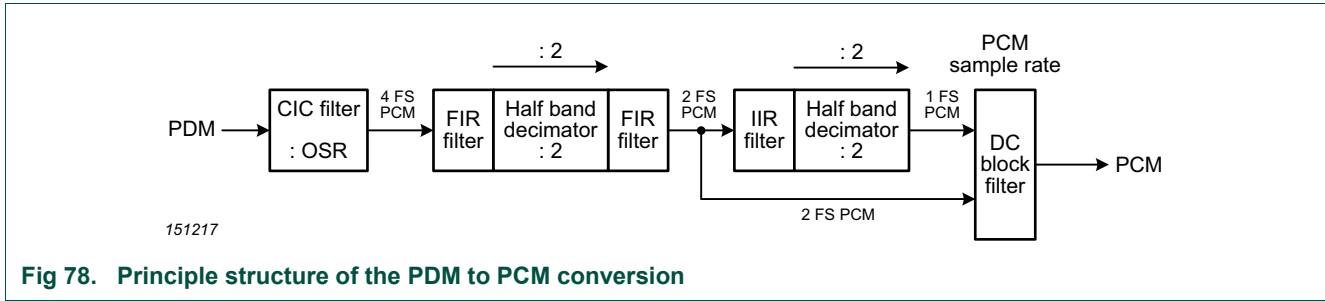 PDM
CIC filter
: OSR
4 FS
PCM
: 2
FIR
filter
Half band
decimator
: 2
FIR
filter
2 FS
PCM
: 2
IIR
filter
Half band
decimator
: 2
PCM
sample rate
1 FS
PCM
DC
block
filter
PCM
2 FS PCM
151217
Fig 78. Principle structure of the PDM to PCM conversion